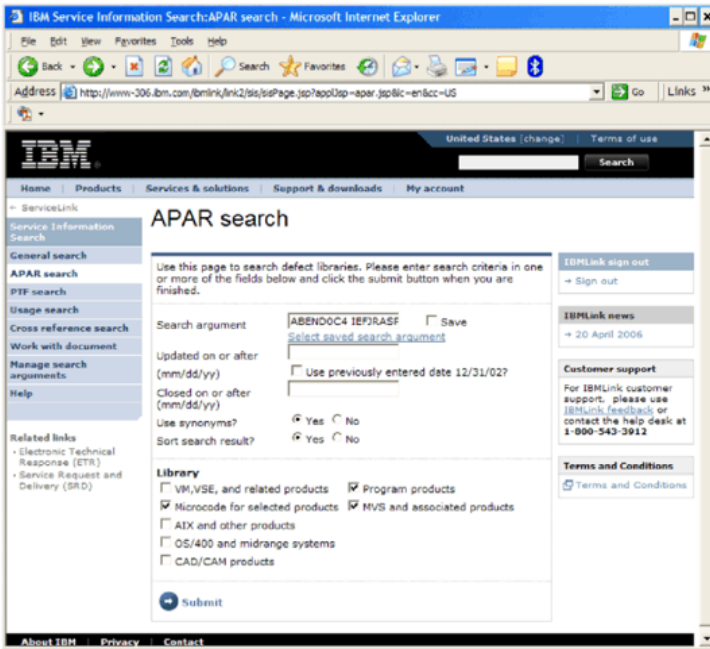 IBM Service Information Search:APAR search - Microsoft Internet Explorer
File Edit View Favorites Tools Help
Back Search Favorites
Address http://www-306.ibm.com/ibmlink/link2/sis/sisPage.jsp?applJsp=apar.jsp&lc=en&cc=US Go Links »
United States [change] | Terms of use
IBM
Search
Home | Products | Services & solutions | Support & downloads | My account
← ServiceLink
Service Information Search
General search
APAR search
PTF search
Usage search
Cross reference search
Work with document
Manage search arguments
Help
Related links
• Electronic Technical Response (ETR)
• Service Request and Delivery (SRD)
APAR search
Use this page to search defect libraries. Please enter search criteria in one
or more of the fields below and click the submit button when you are
finished.
Search argument ABEND0C4 IEFJRASP Save
Select saved search argument
Updated on or after
(mm/dd/yy) Use previously entered date 12/31/02?
Closed on or after
(mm/dd/yy)
Use synonyms? Yes No
Sort search result? Yes No
Library
VM,VSE, and related products Program products
Microcode for selected products MVS and associated products
AIX and other products
OS/400 and midrange systems
CAD/CAM products
Submit
IBMLink sign out
→ Sign out
IBMLink news
→ 20 April 2006
Customer support
For IBMLink customer
support, please use
IBMLink feedback or
contact the help desk at
1-800-543-3912
Terms and Conditions
Terms and Conditions
About IBM | Privacy | Contact